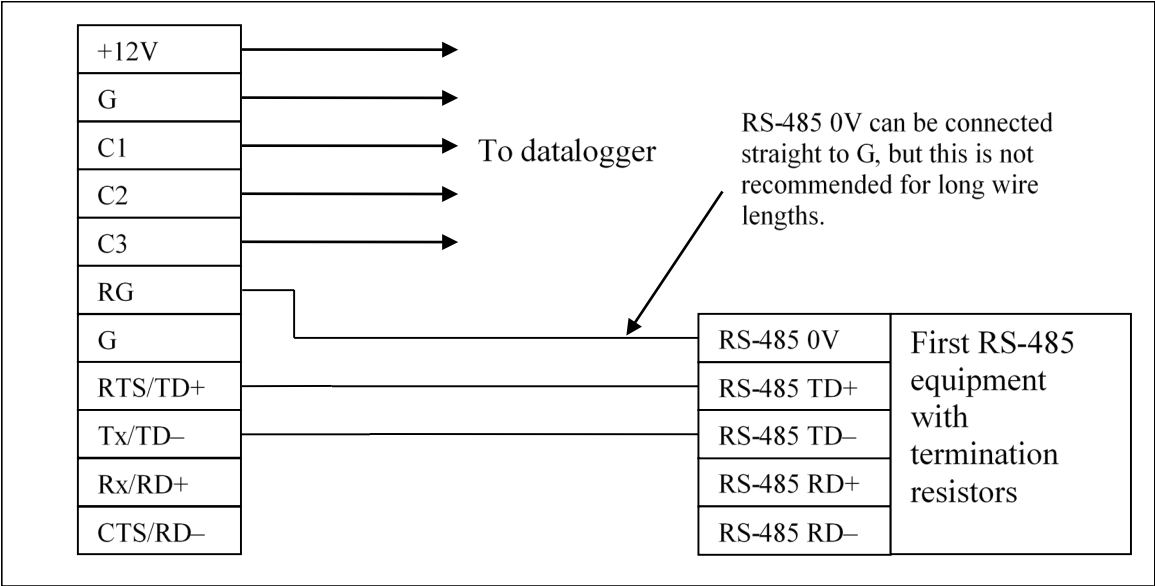 +12V
G
C1
C2
C3
RG
G
RTS/TD+
Tx/TD–
Rx/RD+
CTS/RD–
To datalogger
RS-485 0V can be connected
straight to G, but this is not
recommended for long wire
lengths.
RS-485 0V
RS-485 TD+
RS-485 TD–
RS-485 RD+
RS-485 RD–
First RS-485
equipment
with
termination
resistors